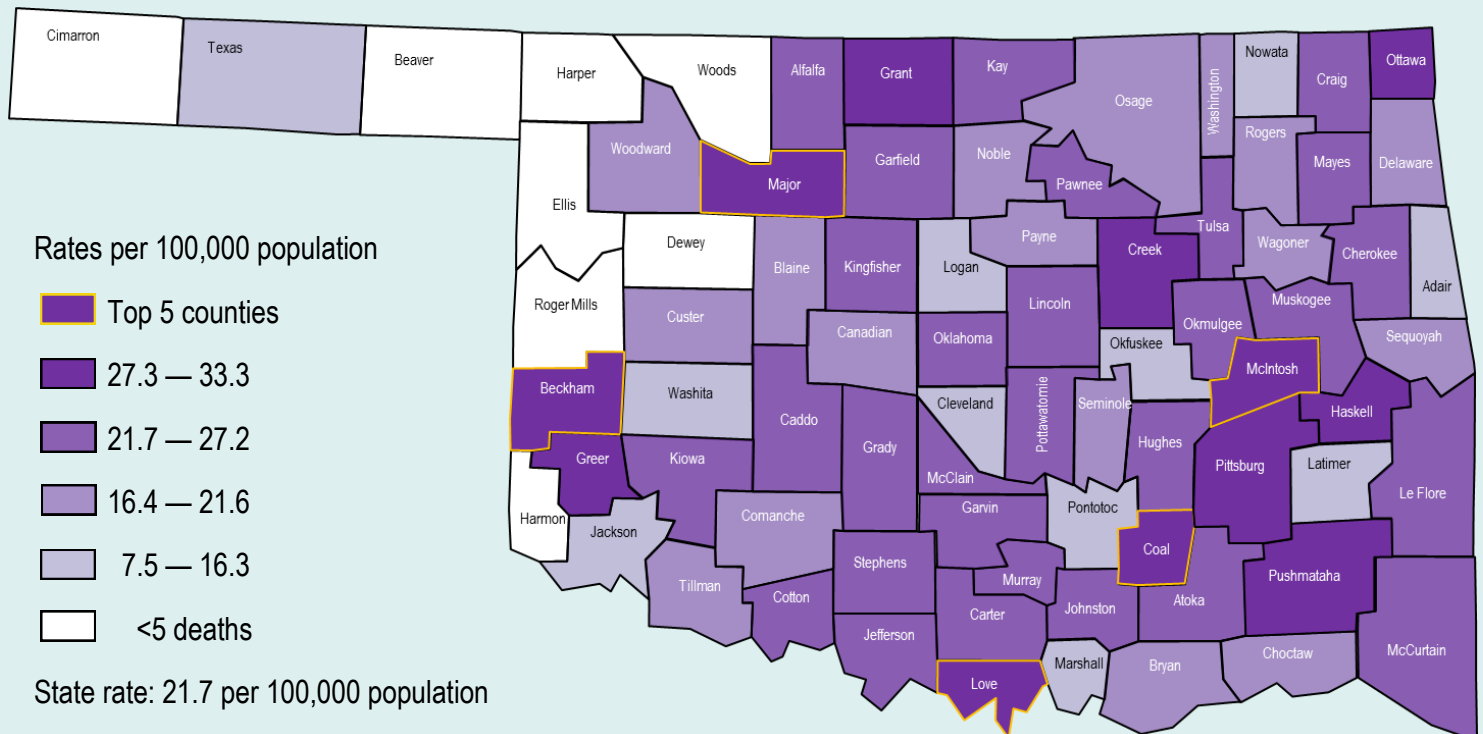 Cimarron
Texas
Beaver
Harper
Woods
Alfalfa
Grant
Kay
Osage
Washington
Nowata
Craig
Ottawa
Woodward
Major
Garfield
Noble
Pawnee
Rogers
Mayes
Delaware
Ellis
Dewey
Blaine
Kingfisher
Logan
Payne
Creek
Tulsa
Wagoner
Cherokee
Adair
Roger Mills
Custer
Canadian
Oklahoma
Lincoln
Okfuskee
Okmulgee
Muskogee
Sequoyah
Beckham
Washita
Caddo
Grady
Cleveland
Pottawatomie
Seminole
Hughes
McIntosh
Haskell
Greer
Kiowa
McClain
Pittsburg
Latimer
Le Flore
Harmon
Jackson
Comanche
Garvin
Pontotoc
Coal
Tillman
Cotton
Stephens
Murray
Johnston
Atoka
Pushmataha
Jefferson
Carter
Love
Marshall
Bryan
Choctaw
McCurtain
Rates per 100,000 population
Top 5 counties
27.3 — 33.3
21.7 — 27.2
16.4 — 21.6
7.5 — 16.3
<5 deaths
State rate: 21.7 per 100,000 population